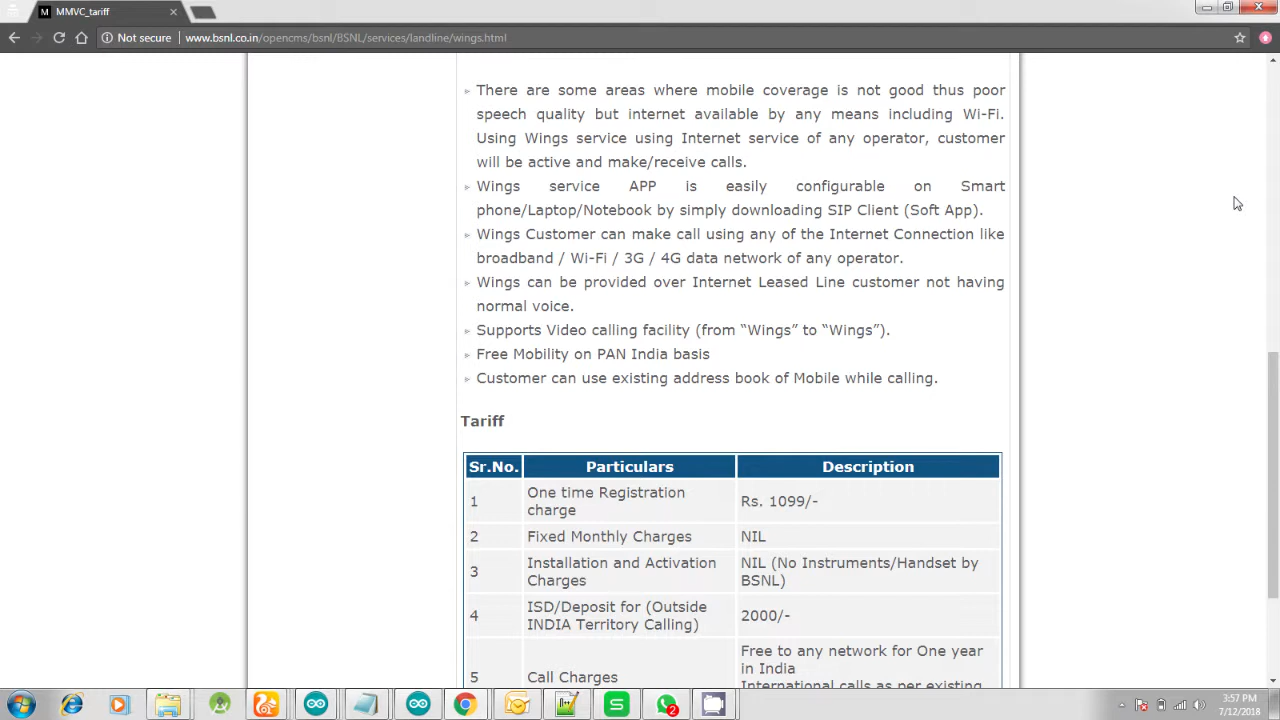 MMVC_tariff
Not secure
www.bsnl.co.in/opencms/bsnl/BSNL/services/landline/wings.html
There are some areas where mobile coverage is not good thus poor
speech quality but internet available by any means including Wi-Fi.
Using Wings service using Internet service of any operator, customer
will be active and make/receive calls.
Wings service APP is easily configurable on Smart
phone/Laptop/Notebook by simply downloading SIP Client (Soft App).
Wings Customer can make call using any of the Internet Connection like
broadband / Wi-Fi / 3G / 4G data network of any operator.
Wings can be provided over Internet Leased Line customer not having
normal voice.
Supports Video calling facility (from “Wings” to “Wings”).
Free Mobility on PAN India basis
Customer can use existing address book of Mobile while calling.
Tariff
Sr.No. Particulars Description
1 One time Registration charge Rs. 1099/-
2 Fixed Monthly Charges NIL
3 Installation and Activation Charges NIL (No Instruments/Handset by BSNL)
4 ISD/Deposit for (Outside INDIA Territory Calling) 2000/-
5 Call Charges Free to any network for One year in India
International calls as per existing
3:57 PM
7/12/2018